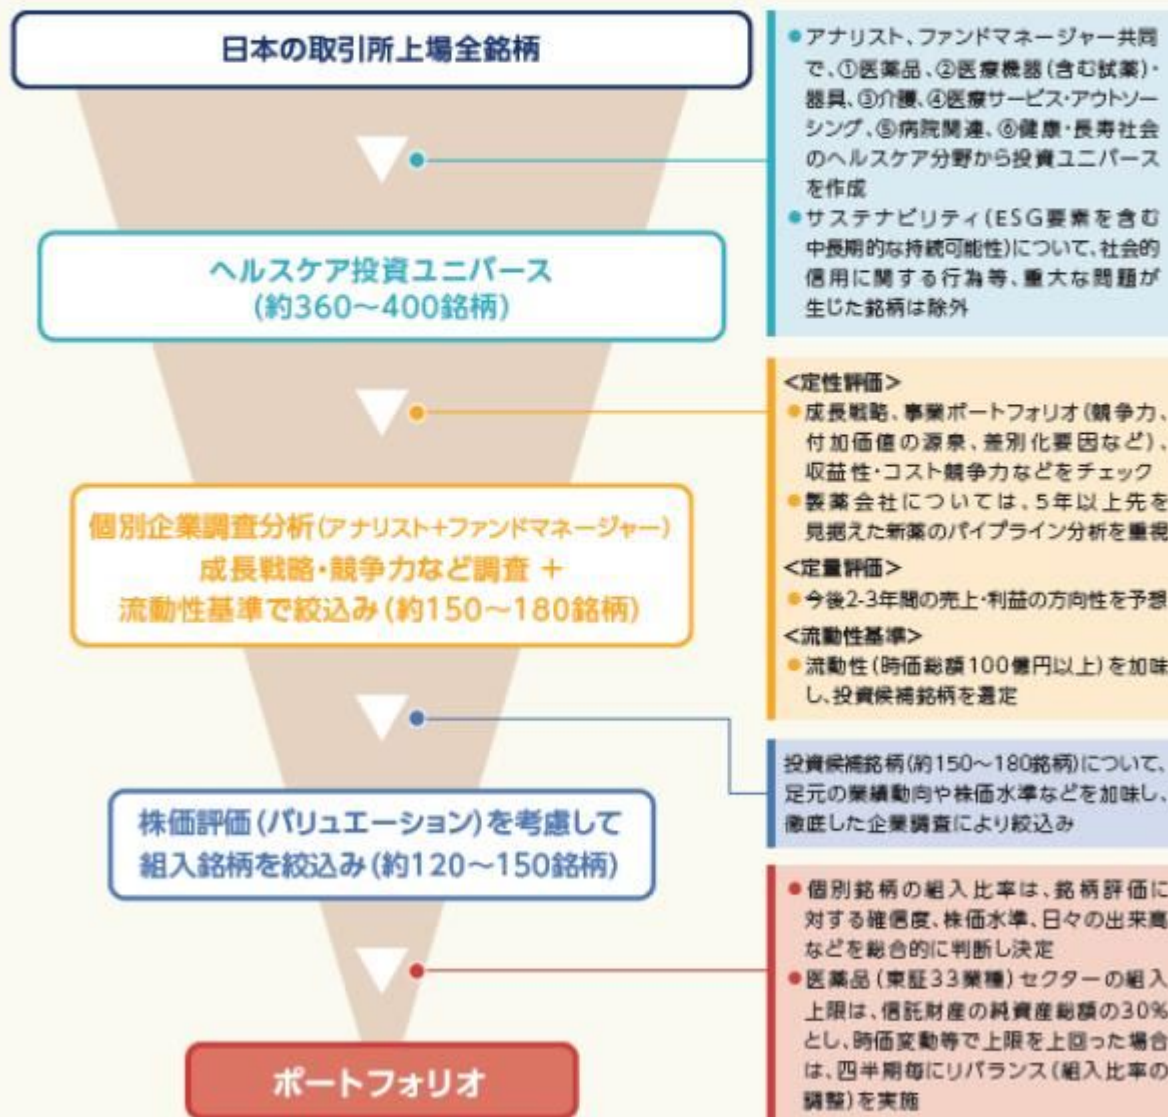 日本の取引所上場全銘柄
●アナリスト、ファンドマネージャー共同
で、①医薬品、②医療機器(含む試薬)・
器具、③介護、④医療サービス・アウトソー
シング、⑤病院関連、⑥健康・長寿社会
のヘルスケア分野から投資ユニバース
を作成
●サステナビリティ(ESG要素を含む
中長期的な持続可能性)について、社会的
信用に関する行為等、重大な問題が
生じた銘柄は除外
ヘルスケア投資ユニバース
(約360～400銘柄)
<定性評価>
●成長戦略、事業ポートフォリオ(競争力、
付加価値の源泉、差別化要因など)、
収益性・コスト競争力などをチェック
●製薬会社については、5年以上先を
見据えた新薬のパイプライン分析を重視
<定量評価>
●今後2-3年間の売上・利益の方向性を予想
<流動性基準>
●流動性(時価総額100億円以上)を加味
し、投資候補銘柄を選定
個別企業調査分析(アナリスト+ファンドマネージャー)
成長戦略・競争力など調査 +
流動性基準で絞込み(約150～180銘柄)
投資候補銘柄(約150～180銘柄)について、
足元の業績動向や株価水準などを加味し、
徹底した企業調査により絞込み
株価評価(バリュエーション)を考慮して
組入銘柄を絞込み(約120～150銘柄)
●個別銘柄の組入比率は、銘柄評価に
対する確信度、株価水準、日々の出来高
などを総合的に判断し決定
●医薬品(東証33業種)セクターの組入
上限は、信託財産の純資産総額の30%
とし、時価変動等で上限を上回った場合
は、四半期毎にリバランス(組入比率の
調整)を実施
ポートフォリオ